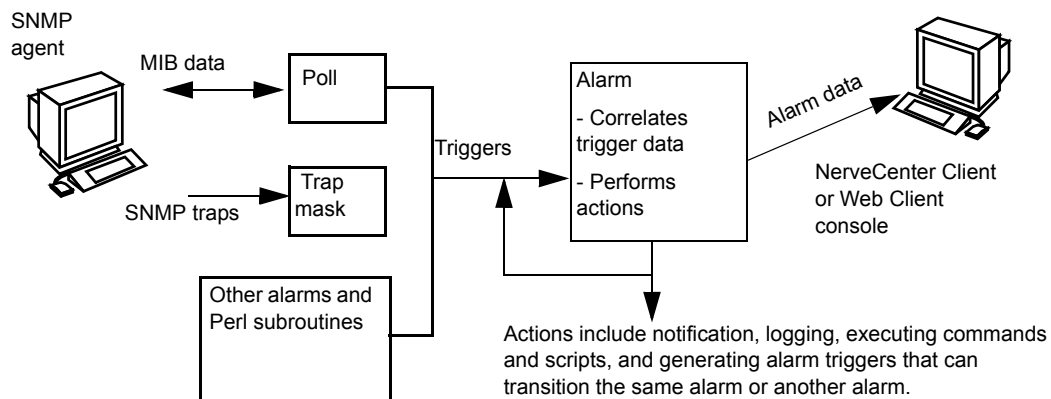 SNMP
agent
MIB data
Poll
SNMP traps
Trap
mask
Other alarms and
Perl subroutines
Triggers
Alarm
- Correlates
trigger data
- Performs
actions
Alarm data
NerveCenter Client
or Web Client
console
Actions include notification, logging, executing commands
and scripts, and generating alarm triggers that can
transition the same alarm or another alarm.